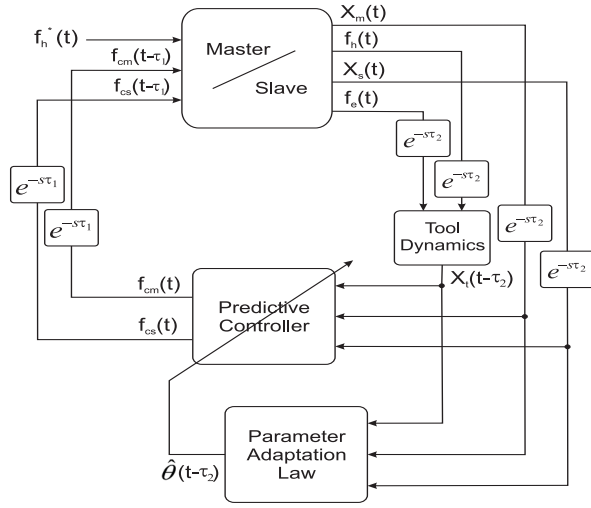 f_h^*(t)
f_cm(t-τ_1)
f_cs(t-τ_1)
Master
Slave
X_m(t)
f_h(t)
X_s(t)
f_e(t)
e^{-sτ_2}
e^{-sτ_2}
e^{-sτ_1}
e^{-sτ_1}
e^{-sτ_2}
e^{-sτ_2}
Tool
Dynamics
X_t(t-τ_2)
f_cm(t)
f_cs(t)
Predictive
Controller
Parameter
Adaptation
Law
θ̂(t-τ_2)